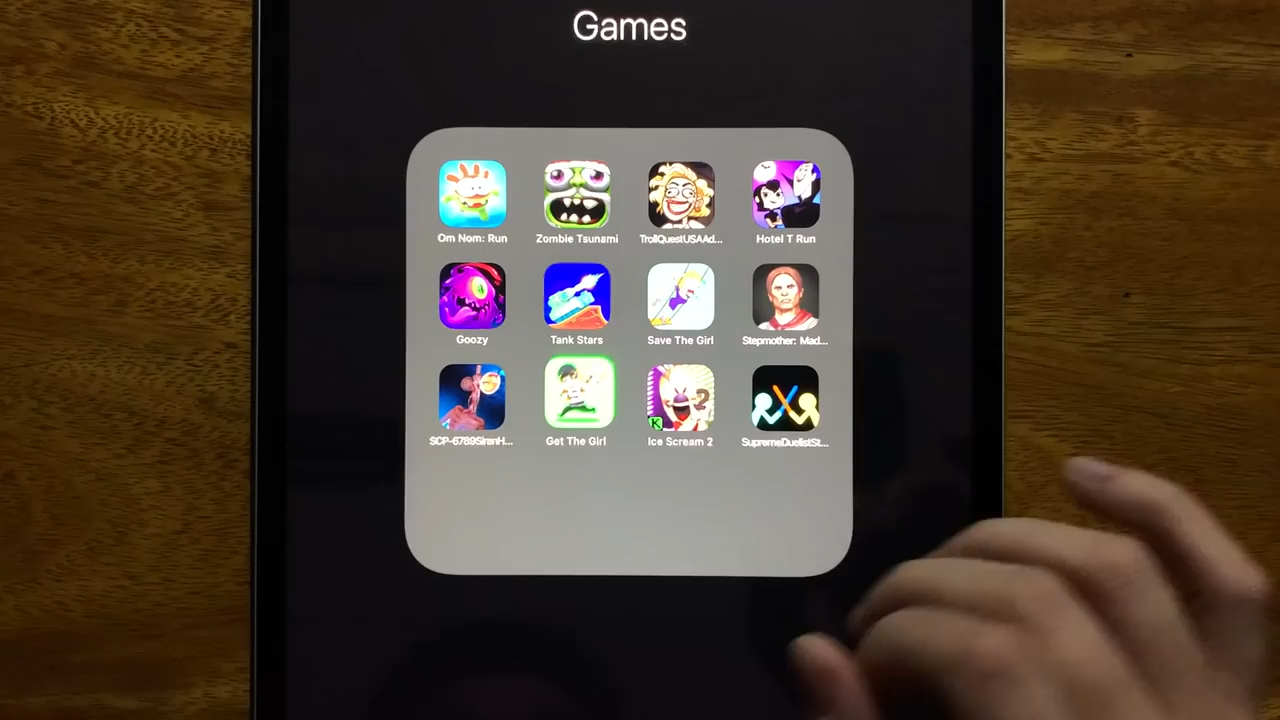 Games
Om Nom: Run
Zombie Tsunami
TrollQuestUSAAd...
Hotel T Run
Goozy
Tank Stars
Save The Girl
Stepmother: Mad...
SCP-6789SirenH...
Get The Girl
Ice Scream 2
SupremeDuelistSt...